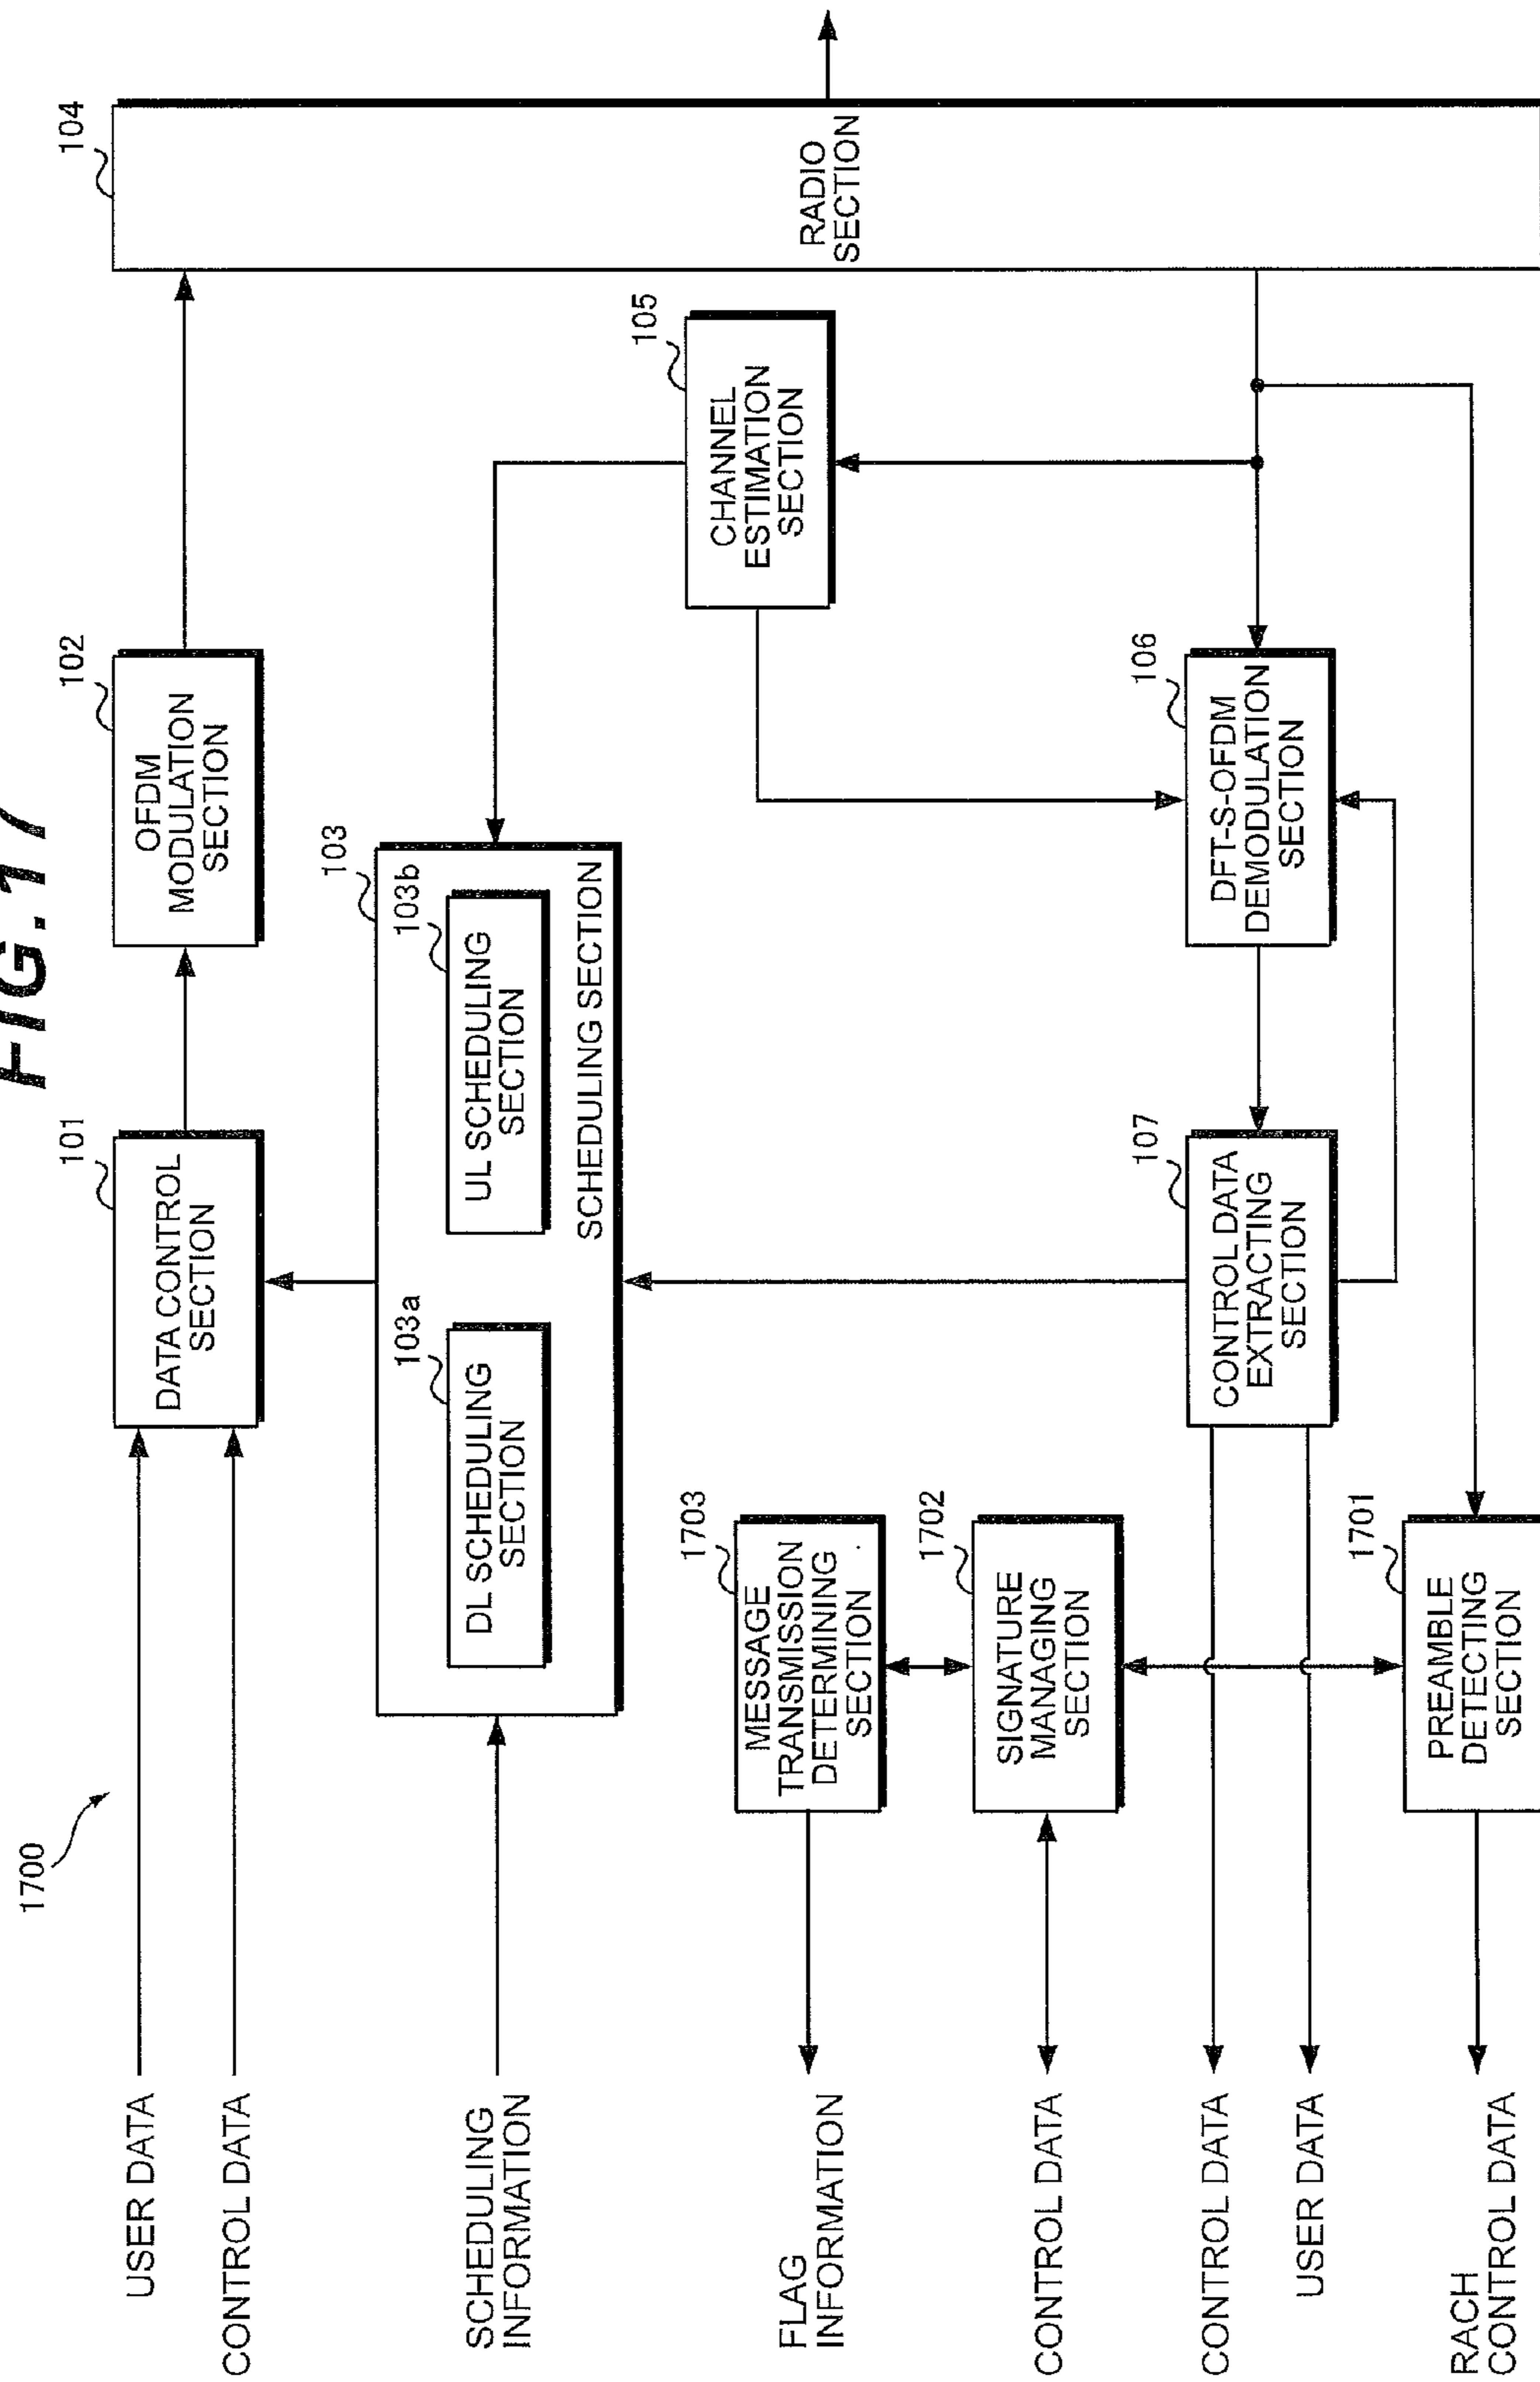 FIG.17
1700
USER DATA
CONTROL DATA
101
DATA CONTROL
SECTION
102
OFDM
MODULATION
SECTION
104
RADIO
SECTION
SCHEDULING
INFORMATION
103
103a
DL SCHEDULING
SECTION
103b
UL SCHEDULING
SECTION
SCHEDULING SECTION
105
CHANNEL
ESTIMATION
SECTION
FLAG
INFORMATION
1703
MESSAGE
TRANSMISSION
DETERMINING
SECTION
CONTROL DATA
1702
SIGNATURE
MANAGING
SECTION
CONTROL DATA
USER DATA
107
CONTROL DATA
EXTRACTING
SECTION
106
DFT-S-OFDM
DEMODULATION
SECTION
RACH
CONTROL DATA
1701
PREAMBLE
DETECTING
SECTION